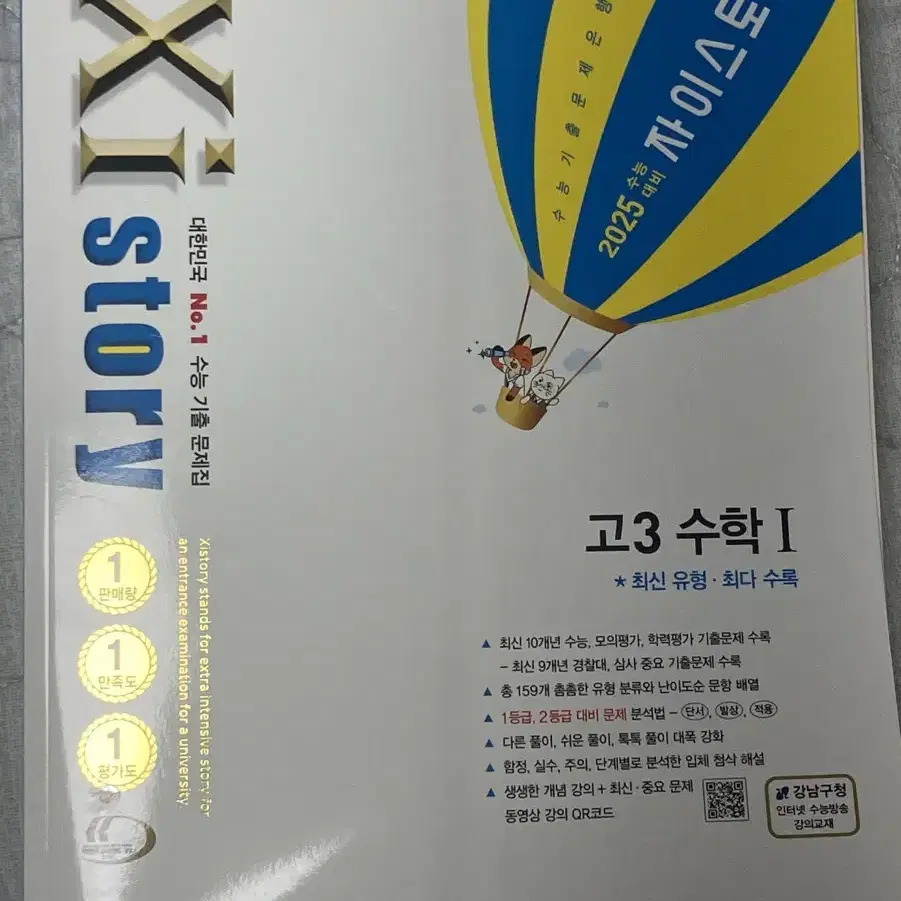 Xi story
대한민국 No.1 수능 기출 문제집
Xistory stands for extra intensive story for
an entrance examination for a university
1
판매량
1
만족도
1
평가도
수능기출문제은행
2025 수능
대비
자이스토
고3 수학 I
* 최신 유형·최다 수록
▲ 최신 10개년 수능, 모의평가, 학력평가 기출문제 수록
– 최신 9개년 경찰대, 삼사 중요 기출문제 수록
▲ 총 159개 촘촘한 유형 분류와 난이도순 문항 배열
▲ 1등급, 2등급 대비 문제 분석법 – 단서, 발상, 적용
▲ 다른 풀이, 쉬운 풀이, 톡톡 풀이 대폭 강화
▲ 함정, 실수, 주의, 단계별로 분석한 입체 첨삭 해설
▲ 생생한 개념 강의 + 최신·중요 문제
동영상 강의 QR코드
강남구청
인터넷 수능방송
강의교재